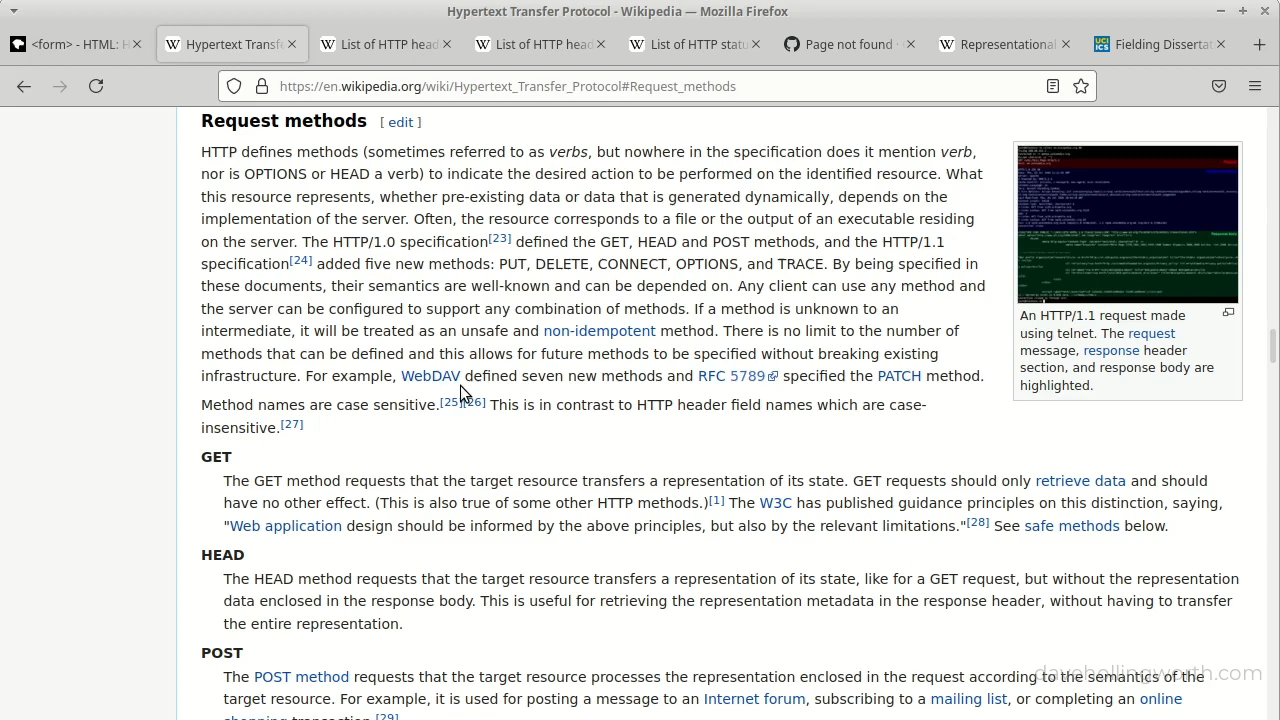 Hypertext Transfer Protocol - Wikipedia — Mozilla Firefox
<form> - HTML: H
Hypertext Transfe
List of HTTP head
List of HTTP head
List of HTTP statu
Page not found ·
Representational
Fielding Dissertat
https://en.wikipedia.org/wiki/Hypertext_Transfer_Protocol#Request_methods
Request methods [ edit ]
HTTP defines methods (sometimes referred to as verbs, but nowhere in the specification does it mention verb,
nor is OPTIONS or HEAD a verb) to indicate the desired action to be performed on the identified resource. What
this resource represents, whether pre-existing data or data that is generated dynamically, depends on the
implementation of the server. Often, the resource corresponds to a file or the output of an executable residing
on the server. The HTTP/1.0 specification defined the GET, HEAD and POST methods, and the HTTP/1.1
specification[24] added five new methods: PUT, DELETE, CONNECT, OPTIONS, and TRACE. By being specified in
these documents, their semantics are well-known and can be depended on. Any client can use any method and
the server can be configured to support any combination of methods. If a method is unknown to an
intermediate, it will be treated as an unsafe and non-idempotent method. There is no limit to the number of
methods that can be defined and this allows for future methods to be specified without breaking existing
infrastructure. For example, WebDAV defined seven new methods and RFC 5789 specified the PATCH method.
An HTTP/1.1 request made
using telnet. The request
message, response header
section, and response body are
highlighted.
Method names are case sensitive.[25][26] This is in contrast to HTTP header field names which are case-
insensitive.[27]
GET
The GET method requests that the target resource transfers a representation of its state. GET requests should only retrieve data and should
have no other effect. (This is also true of some other HTTP methods.)[1] The W3C has published guidance principles on this distinction, saying,
"Web application design should be informed by the above principles, but also by the relevant limitations."[28] See safe methods below.
HEAD
The HEAD method requests that the target resource transfers a representation of its state, like for a GET request, but without the representation
data enclosed in the response body. This is useful for retrieving the representation metadata in the response header, without having to transfer
the entire representation.
POST
The POST method requests that the target resource processes the representation enclosed in the request according to the semantics of the
target resource. For example, it is used for posting a message to an Internet forum, subscribing to a mailing list, or completing an online
shopping transaction.[29]
davehollingworth.com